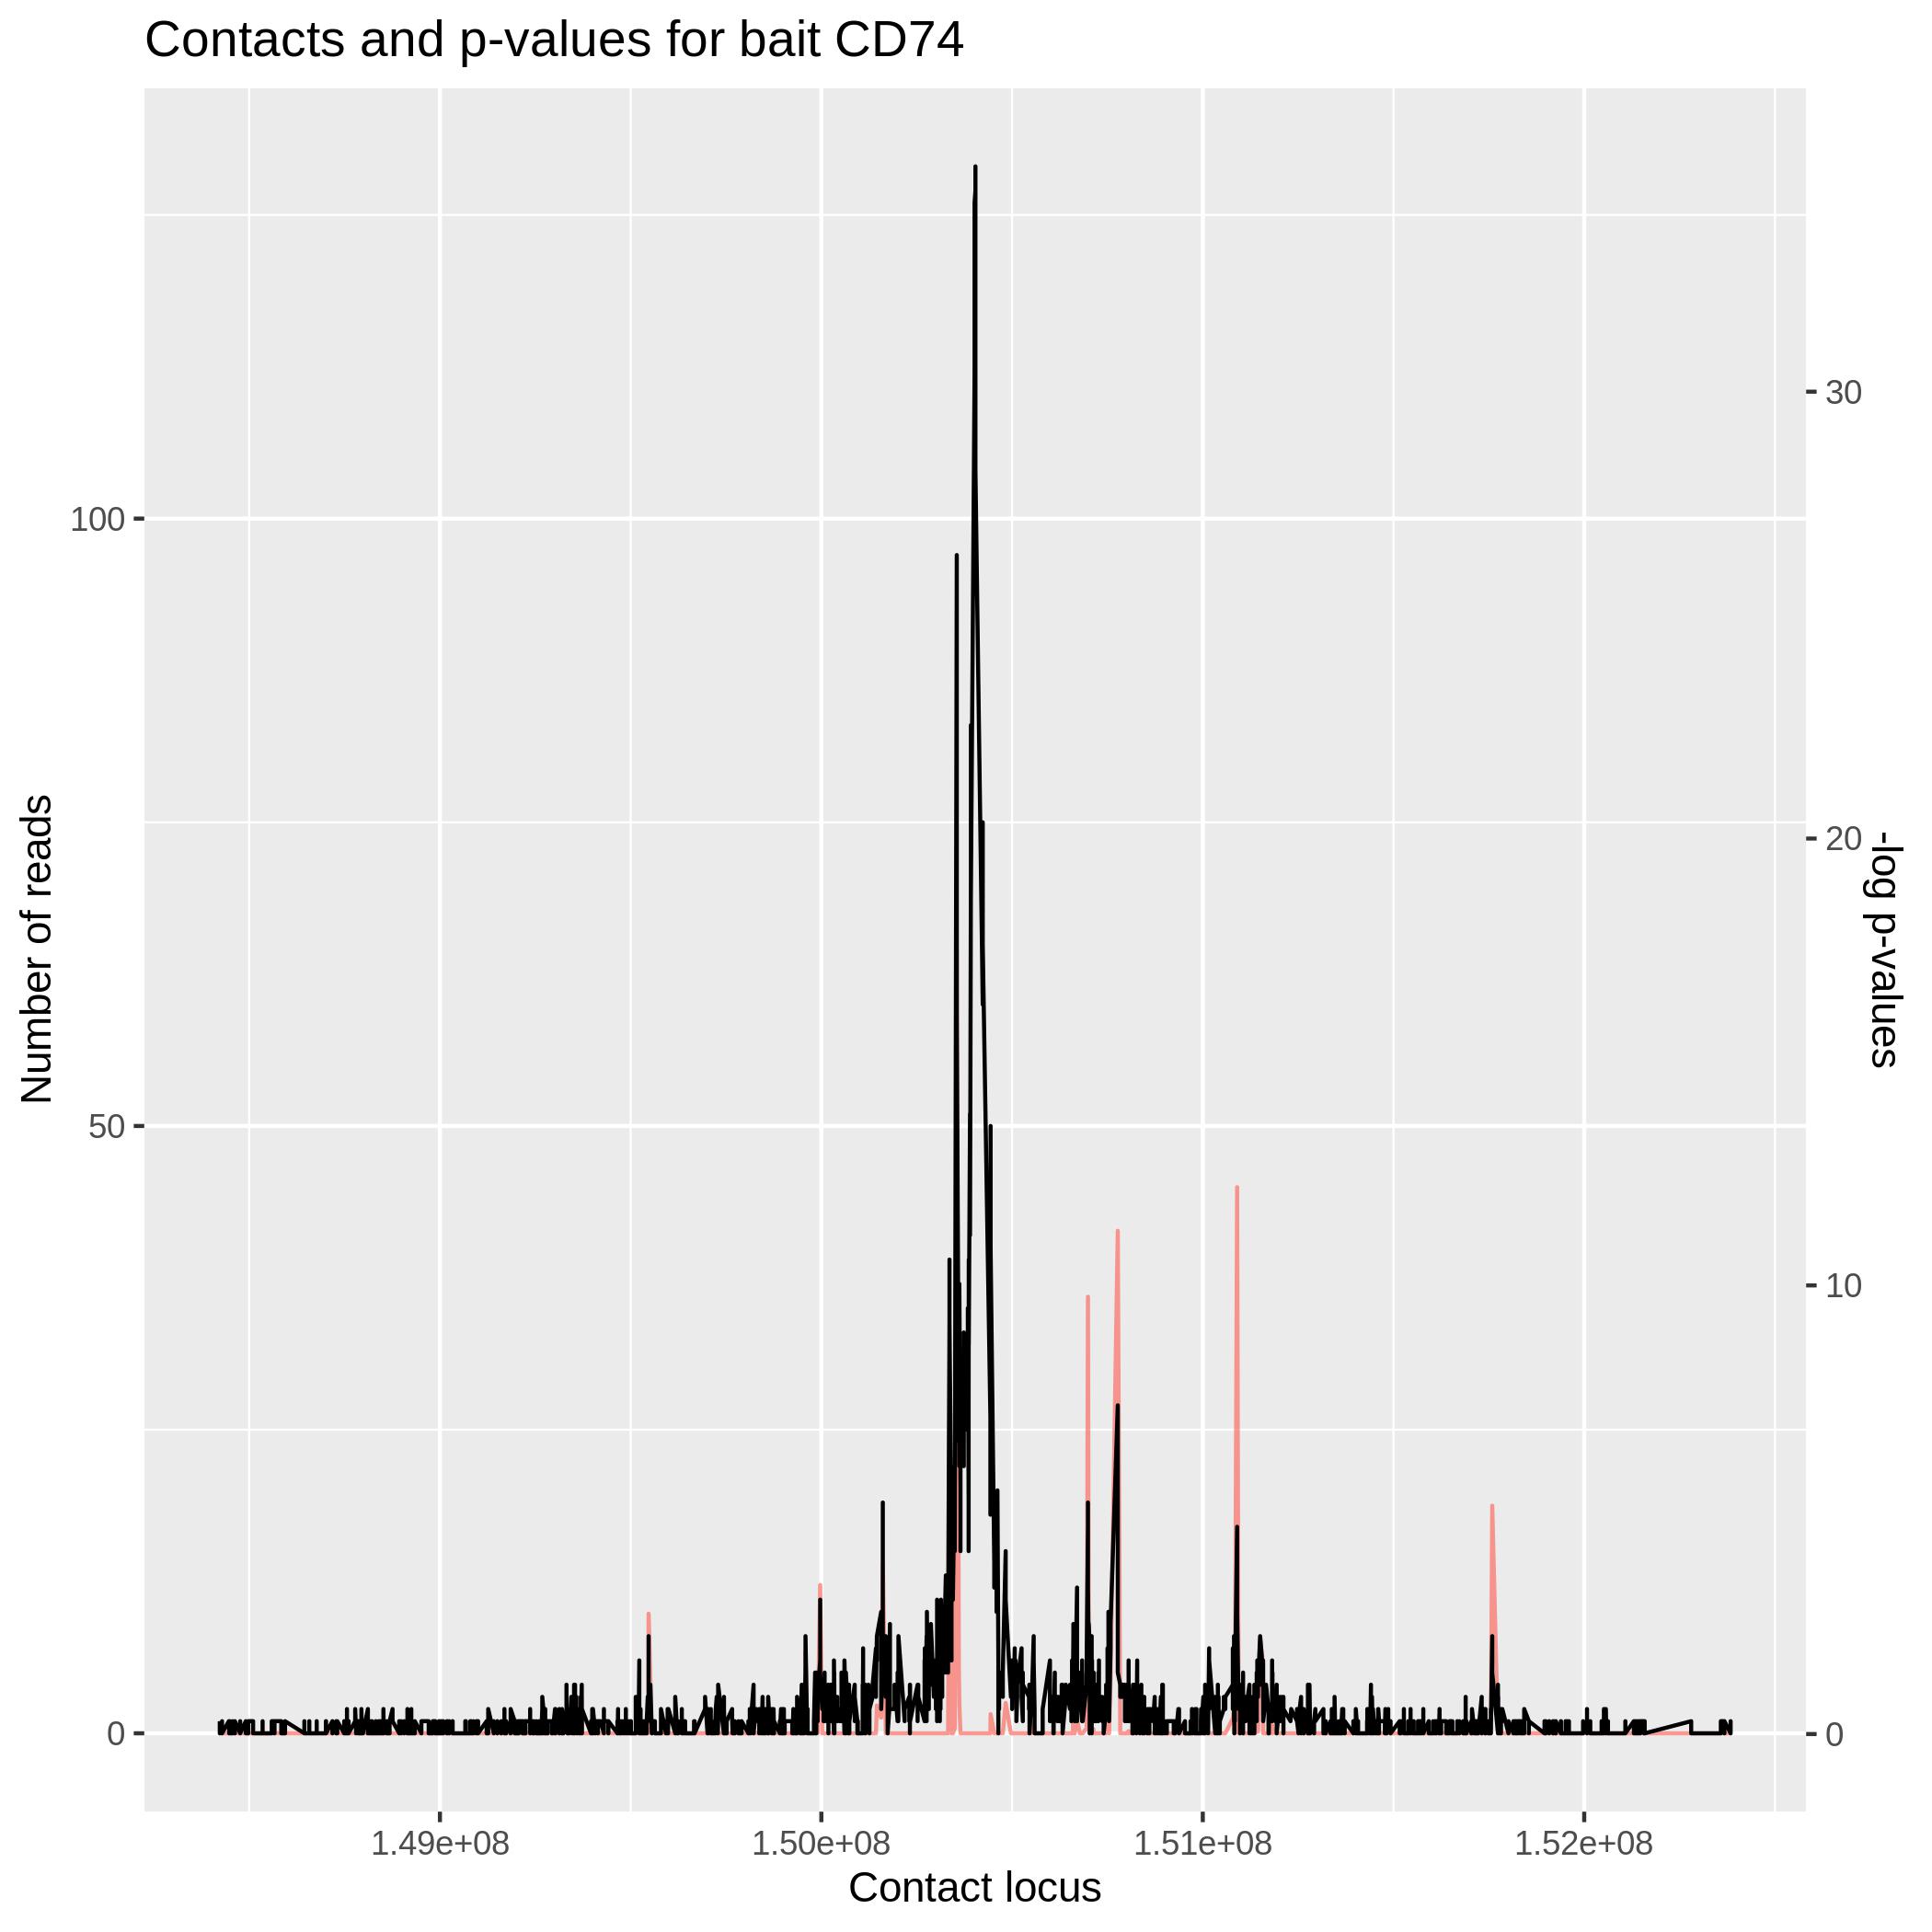 Contacts and p-values for bait CD74
Number of reads
100
50
0
30
20
10
0
-log p-values
1.49e+08
1.50e+08
1.51e+08
1.52e+08
Contact locus